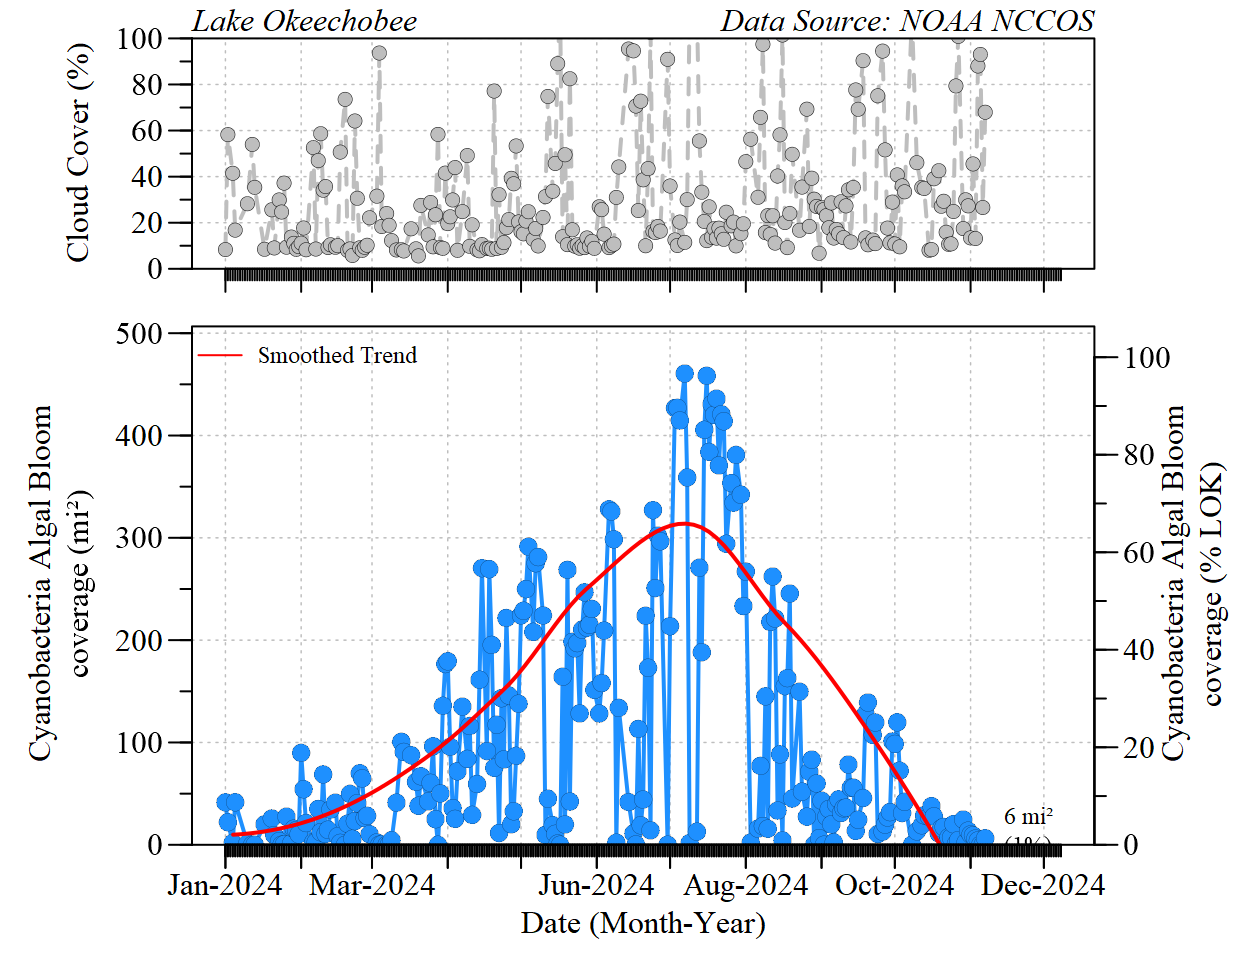 Lake Okeechobee
Data Source: NOAA NCCOS
Cloud Cover (%)
100
80
60
40
20
0
Cyanobacteria Algal Bloom
coverage (mi²)
500
400
300
200
100
0
Smoothed Trend
6 mi²
(1%)
100
80
60
40
20
0
Cyanobacteria Algal Bloom
coverage (% LOK)
Jan-2024
Mar-2024
Jun-2024
Aug-2024
Oct-2024
Dec-2024
Date (Month-Year)